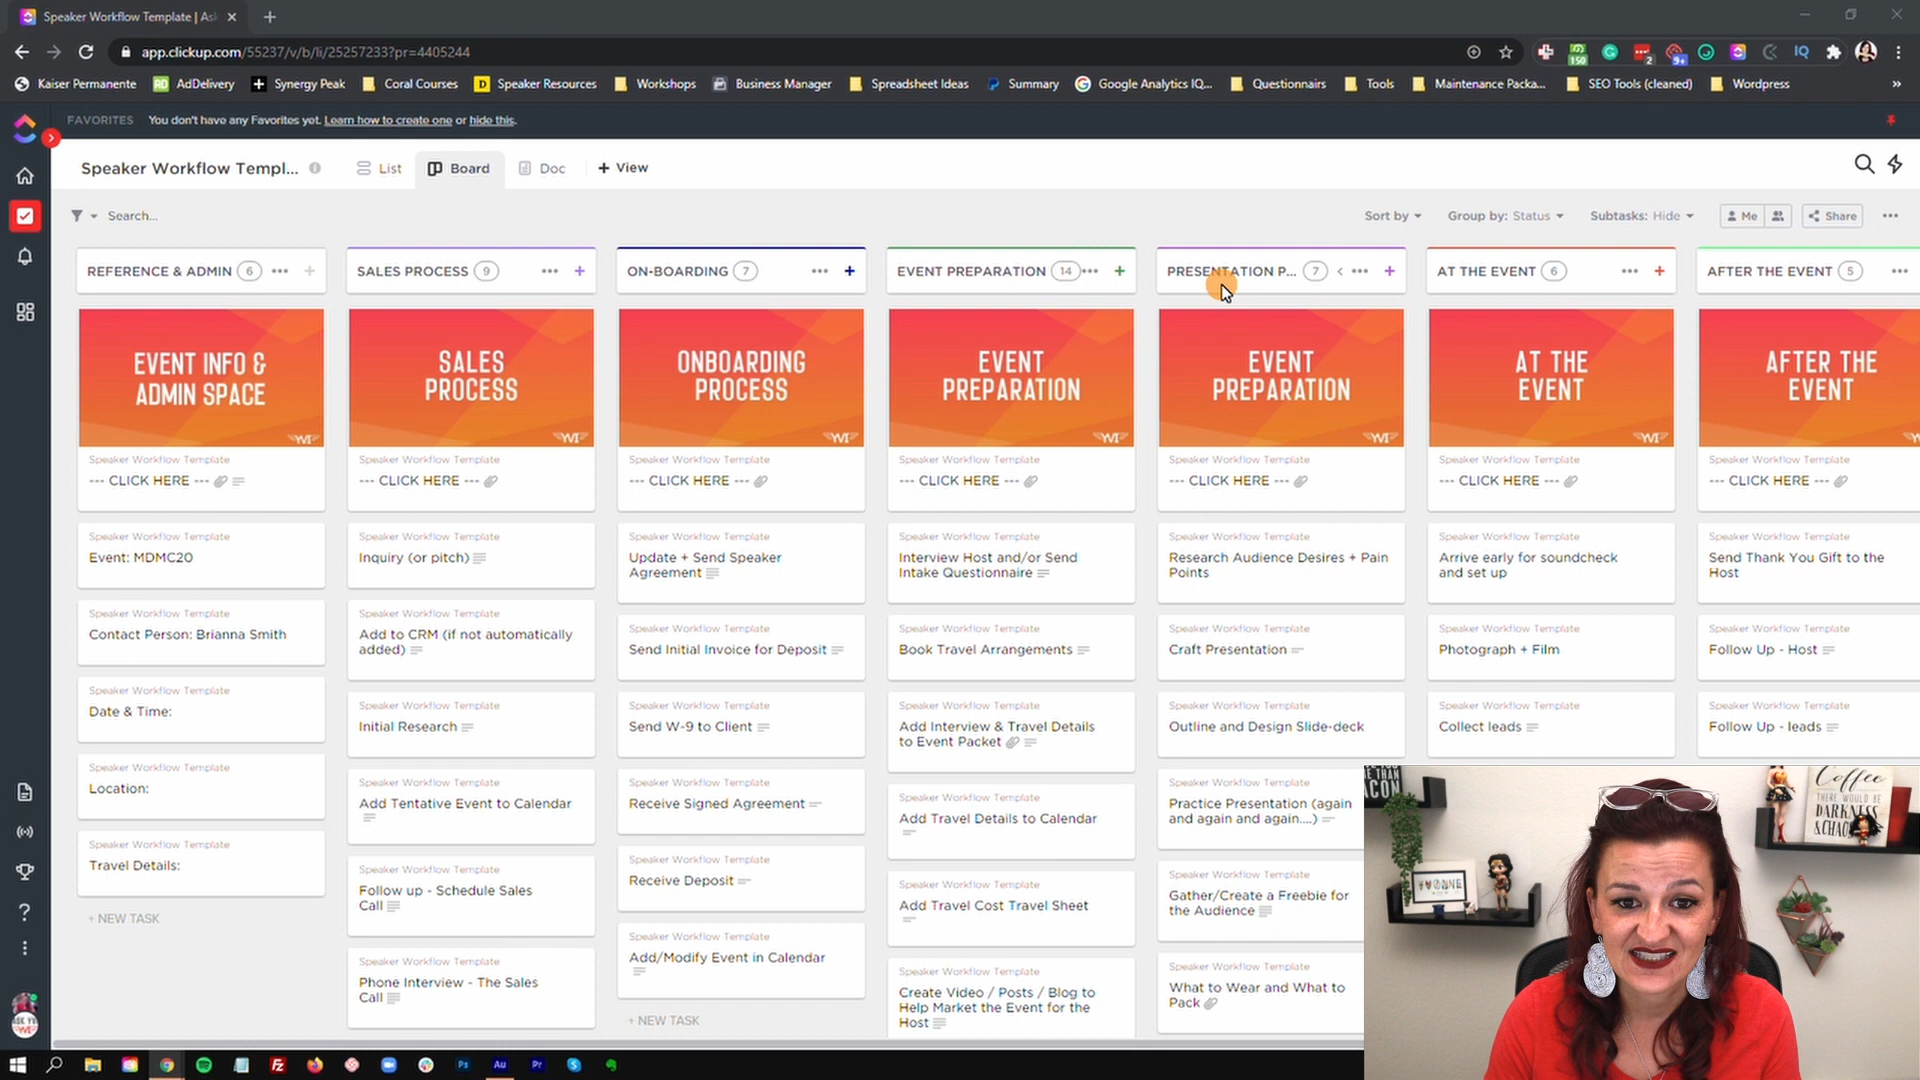 Speaker Workflow Template | As
app.clickup.com/55237/v/b/li/25257233?pr=4405244
150
2
9+
IQ
Kaiser Permanente
AdDelivery
Synergy Peak
Coral Courses
Speaker Resources
Workshops
Business Manager
Spreadsheet Ideas
Summary
Google Analytics IQ...
Questionnairs
Tools
Maintenance Packa...
SEO Tools (cleaned)
Wordpress
FAVORITES
You don't have any Favorites yet. Learn how to create one or hide this.
Speaker Workflow Templ...
List
Board
Doc
+ View
Search...
Sort by
Group by: Status
Subtasks: Hide
Me
Share
REFERENCE & ADMIN 6
EVENT INFO &
ADMIN SPACE
YVI
Speaker Workflow Template
--- CLICK HERE ---
Speaker Workflow Template
Event: MDMC20
Speaker Workflow Template
Contact Person: Brianna Smith
Speaker Workflow Template
Date & Time:
Speaker Workflow Template
Location:
Speaker Workflow Template
Travel Details:
+ NEW TASK
SALES PROCESS 9
SALES
PROCESS
YVI
Speaker Workflow Template
--- CLICK HERE ---
Speaker Workflow Template
Inquiry (or pitch)
Speaker Workflow Template
Add to CRM (if not automatically
added)
Speaker Workflow Template
Initial Research
Speaker Workflow Template
Add Tentative Event to Calendar
Speaker Workflow Template
Follow up - Schedule Sales
Call
Speaker Workflow Template
Phone Interview - The Sales
Call
ON-BOARDING 7
ONBOARDING
PROCESS
YVI
Speaker Workflow Template
--- CLICK HERE ---
Speaker Workflow Template
Update + Send Speaker
Agreement
Speaker Workflow Template
Send Initial Invoice for Deposit
Speaker Workflow Template
Send W-9 to Client
Speaker Workflow Template
Receive Signed Agreement
Speaker Workflow Template
Receive Deposit
Speaker Workflow Template
Add/Modify Event in Calendar
+ NEW TASK
EVENT PREPARATION 14
EVENT
PREPARATION
YVI
Speaker Workflow Template
--- CLICK HERE ---
Speaker Workflow Template
Interview Host and/or Send
Intake Questionnaire
Speaker Workflow Template
Book Travel Arrangements
Speaker Workflow Template
Add Interview & Travel Details
to Event Packet
Speaker Workflow Template
Add Travel Details to Calendar
Speaker Workflow Template
Add Travel Cost Travel Sheet
Speaker Workflow Template
Create Video / Posts / Blog to
Help Market the Event for the
Host
PRESENTATION P... 7
EVENT
PREPARATION
YVI
Speaker Workflow Template
--- CLICK HERE ---
Speaker Workflow Template
Research Audience Desires + Pain
Points
Speaker Workflow Template
Craft Presentation
Speaker Workflow Template
Outline and Design Slide-deck
Speaker Workflow Template
Practice Presentation (again
and again and again....)
Speaker Workflow Template
Gather/Create a Freebie for
the Audience
Speaker Workflow Template
What to Wear and What to
Pack
AT THE EVENT 6
AT THE
EVENT
YVI
Speaker Workflow Template
--- CLICK HERE ---
Speaker Workflow Template
Arrive early for soundcheck
and set up
Speaker Workflow Template
Photograph + Film
Speaker Workflow Template
Collect leads
AFTER THE EVENT 5
AFTER THE
EVENT
Speaker Workflow Template
--- CLICK HERE ---
Speaker Workflow Template
Send Thank You Gift to the
Host
Speaker Workflow Template
Follow Up - Host
Speaker Workflow Template
Follow Up - leads
THAN
ACON
YVONNE
Coffee
THERE WOULD BE
DARKNESS
&CHAOS
Ps
Au
Pr